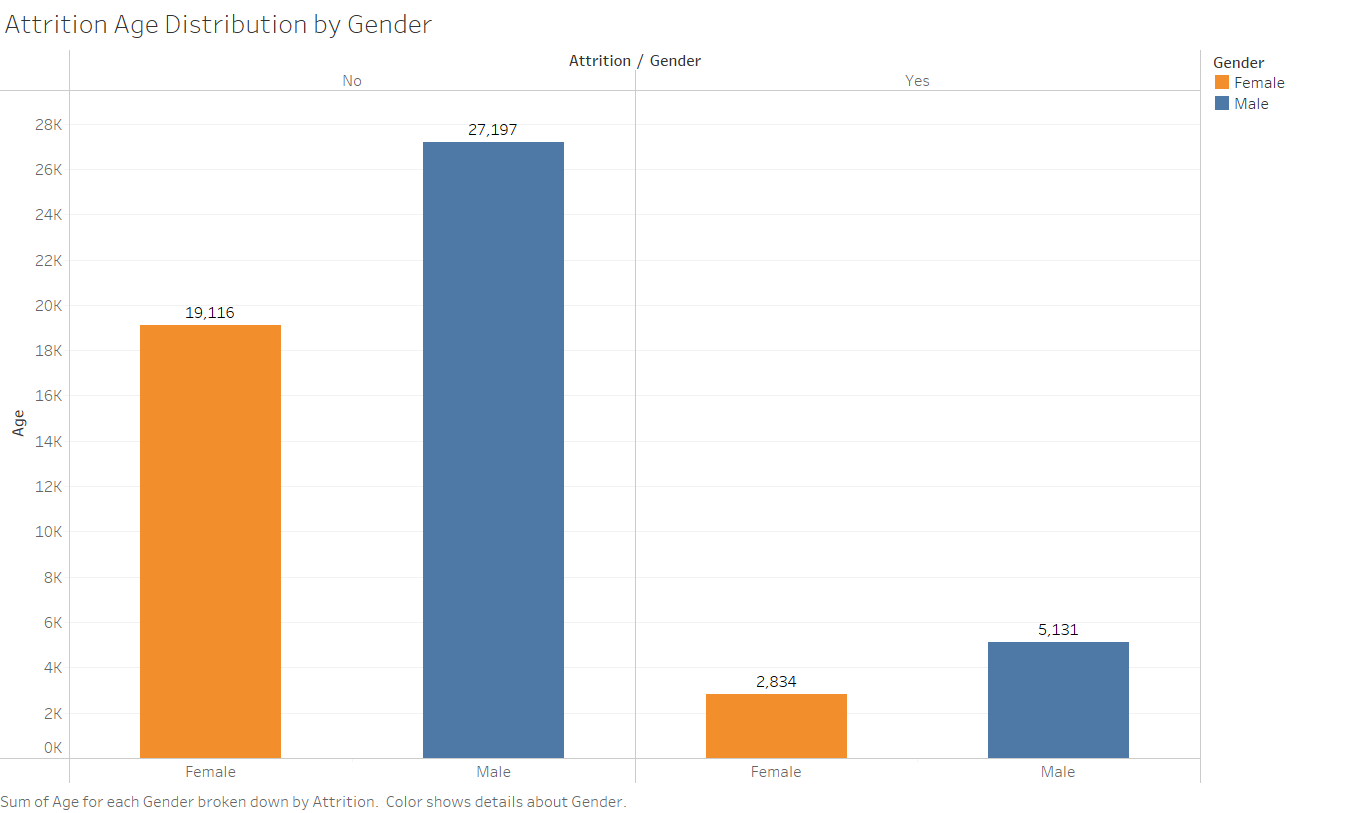 Attrition Age Distribution by Gender
Attrition / Gender
No
Yes
Gender
Female
Male
28K
26K
24K
22K
20K
18K
16K
14K
12K
10K
8K
6K
4K
2K
0K
Age
19,116
27,197
2,834
5,131
Female
Male
Female
Male
Sum of Age for each Gender broken down by Attrition. Color shows details about Gender.